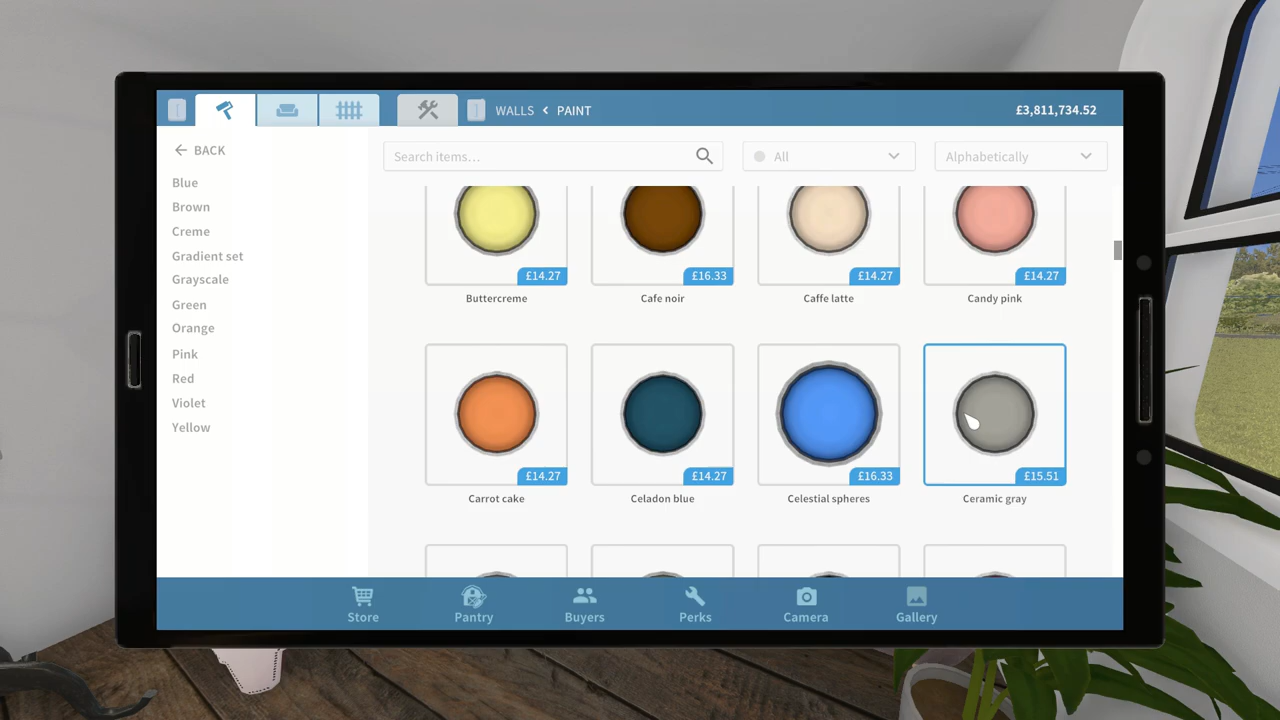 WALLS < PAINT
£3,811,734.52
BACK
Search items...
All
Alphabetically
Blue
Brown
Creme
Gradient set
Grayscale
Green
Orange
Pink
Red
Violet
Yellow
£14.27
£16.33
£14.27
£14.27
Buttercreme
Cafe noir
Caffe latte
Candy pink
£14.27
£14.27
£16.33
£15.51
Carrot cake
Celadon blue
Celestial spheres
Ceramic gray
Store
Pantry
Buyers
Perks
Camera
Gallery